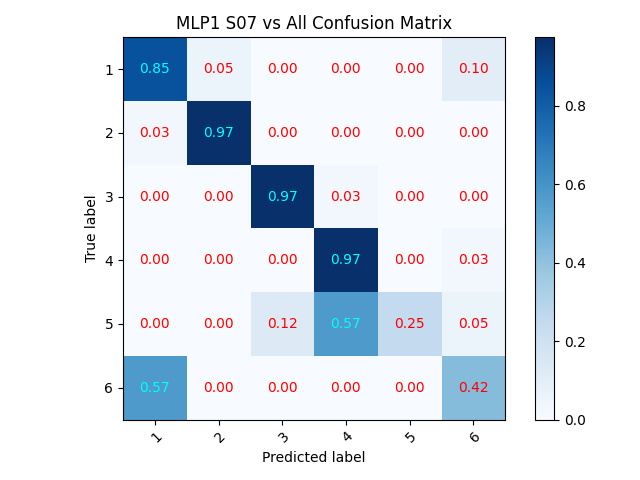 MLP1 S07 vs All Confusion Matrix
1 0.85 0.05 0.00 0.00 0.00 0.10
2 0.03 0.97 0.00 0.00 0.00 0.00
3 0.00 0.00 0.97 0.03 0.00 0.00
4 0.00 0.00 0.00 0.97 0.00 0.03
5 0.00 0.00 0.12 0.57 0.25 0.05
6 0.57 0.00 0.00 0.00 0.00 0.42
1 2 3 4 5 6
True label
Predicted label
0.8
0.6
0.4
0.2
0.0